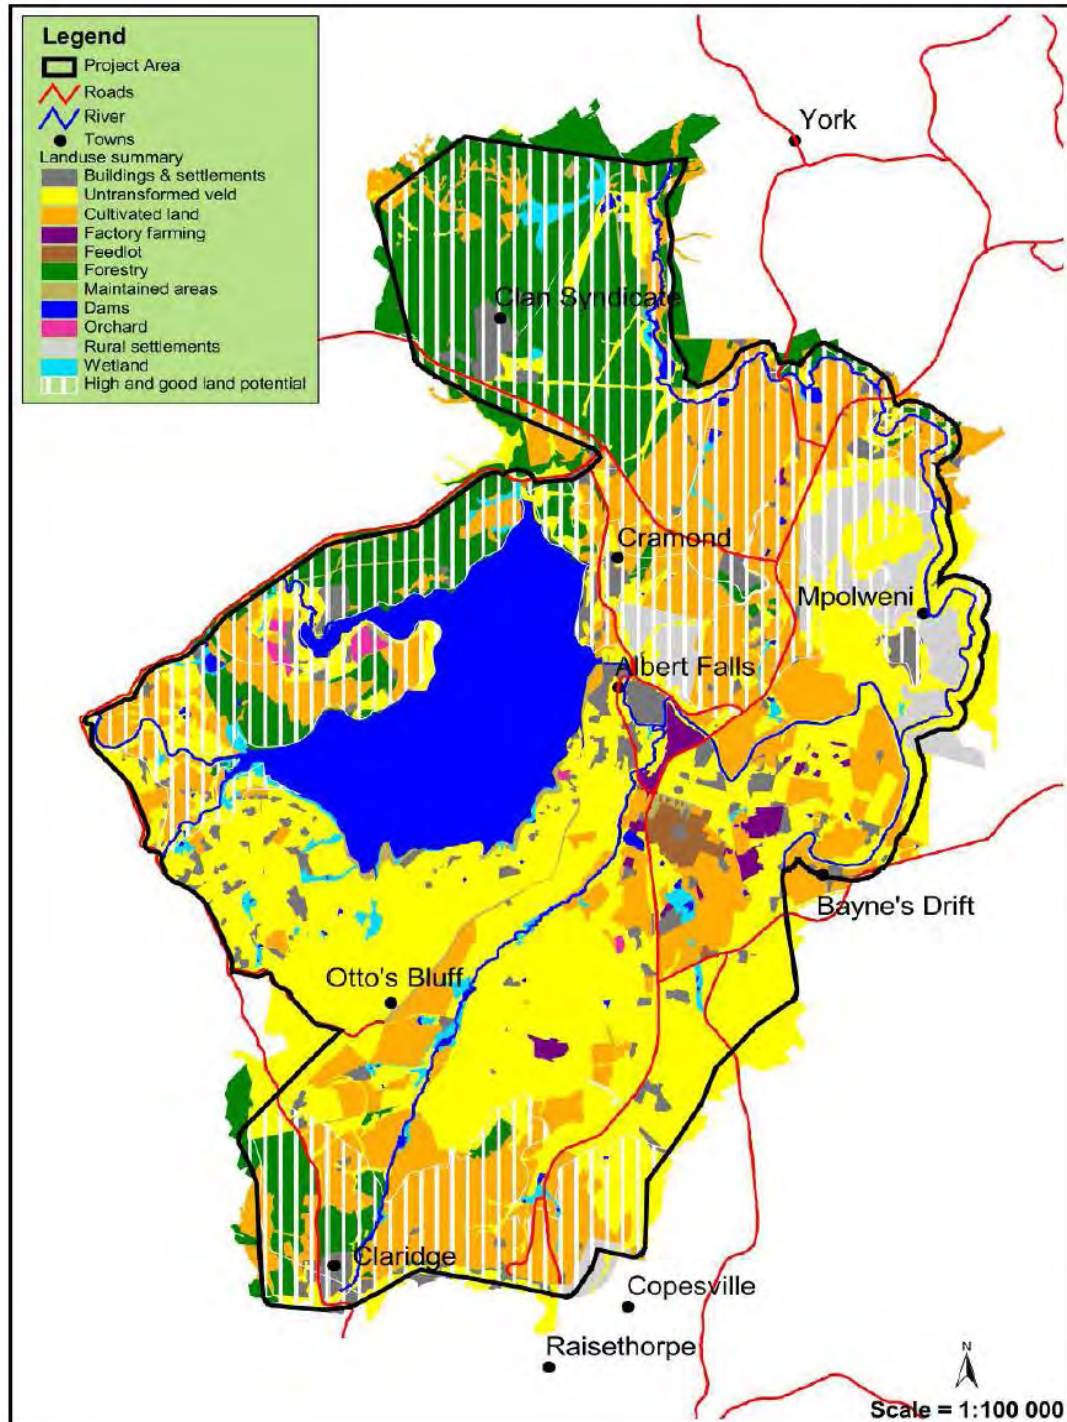 Legend
Project Area
Roads
River
Towns
Landuse summary
Buildings & settlements
Untransformed veld
Cultivated land
Factory farming
Feedlot
Forestry
Maintained areas
Dams
Orchard
Rural settlements
Wetland
High and good land potential
York
Clan Syndicate
Cramond
Mpolweni
Albert Falls
Bayne's Drift
Otto's Bluff
Claridge
Copesville
Raisethorpe
N
Scale = 1:100 000